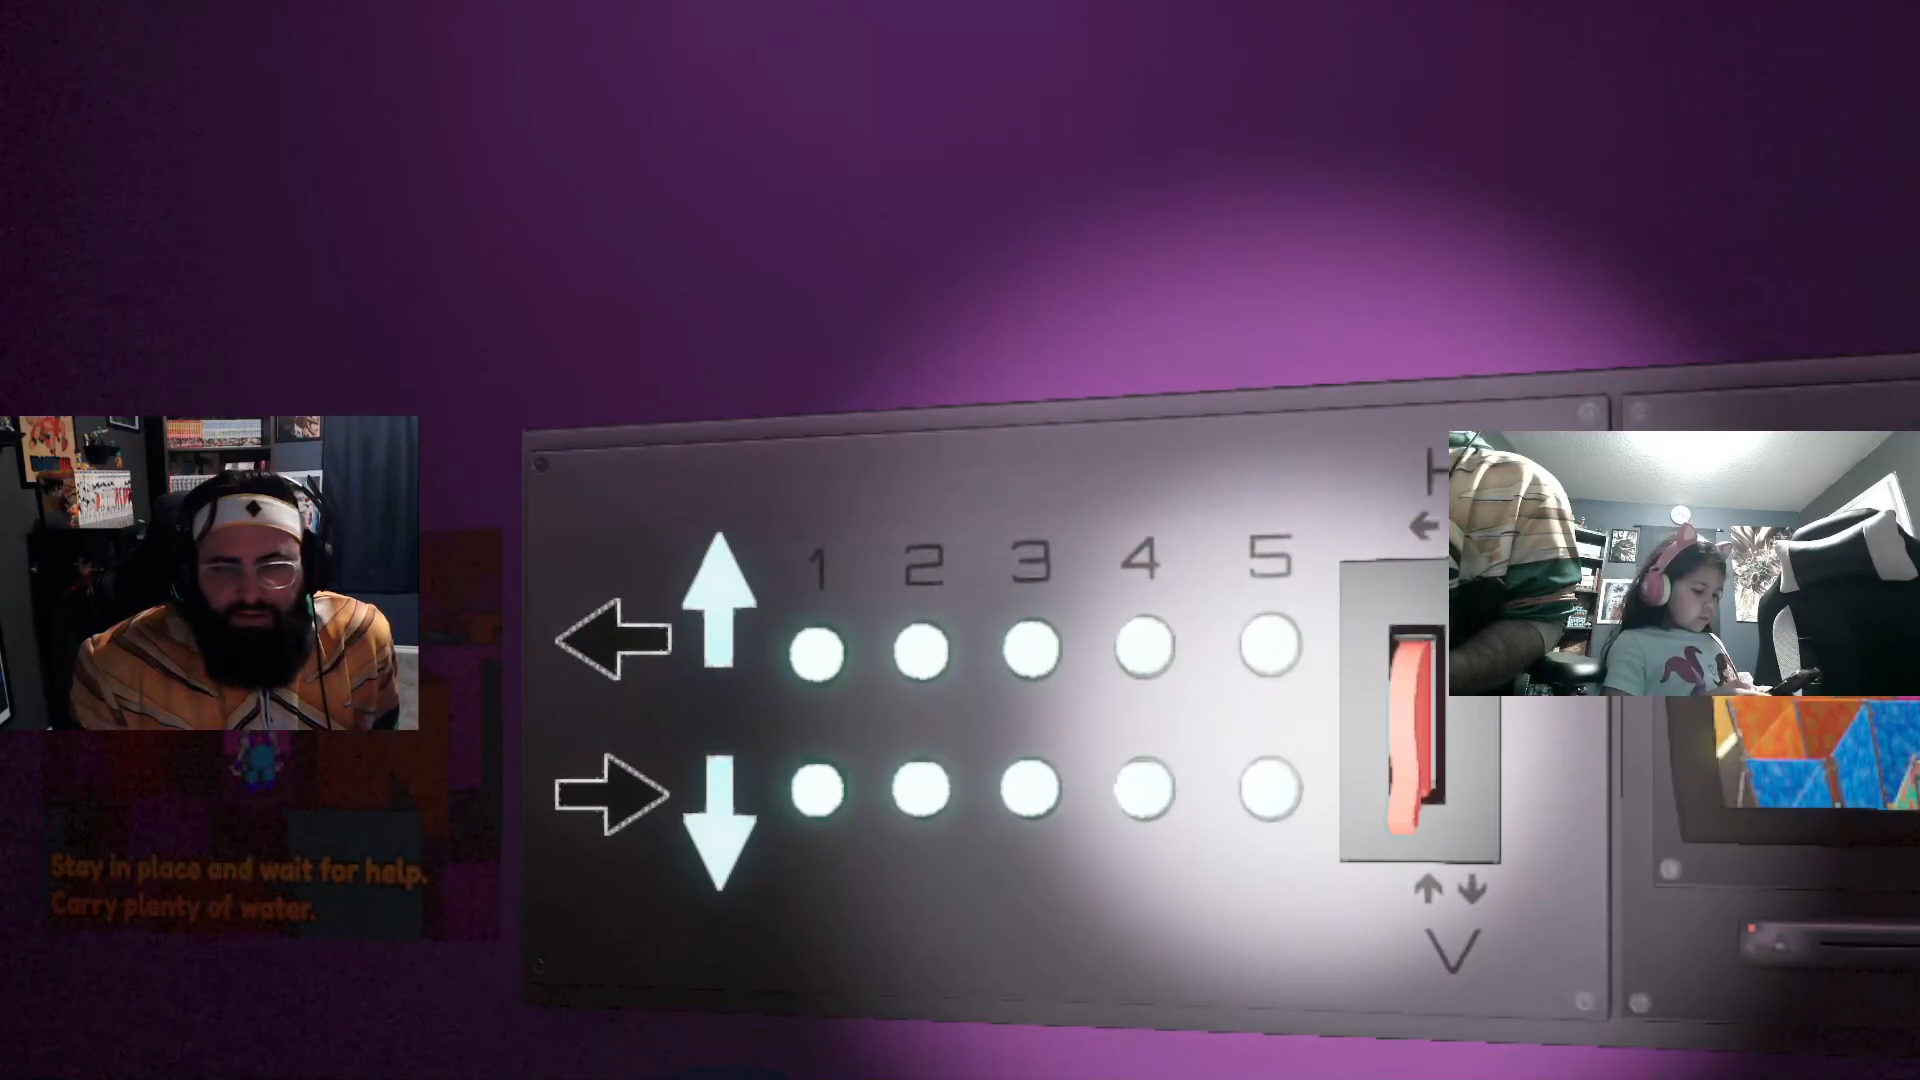 1 2 3 4 5
H
V
Stay in place and wait for help.
Carry plenty of water.